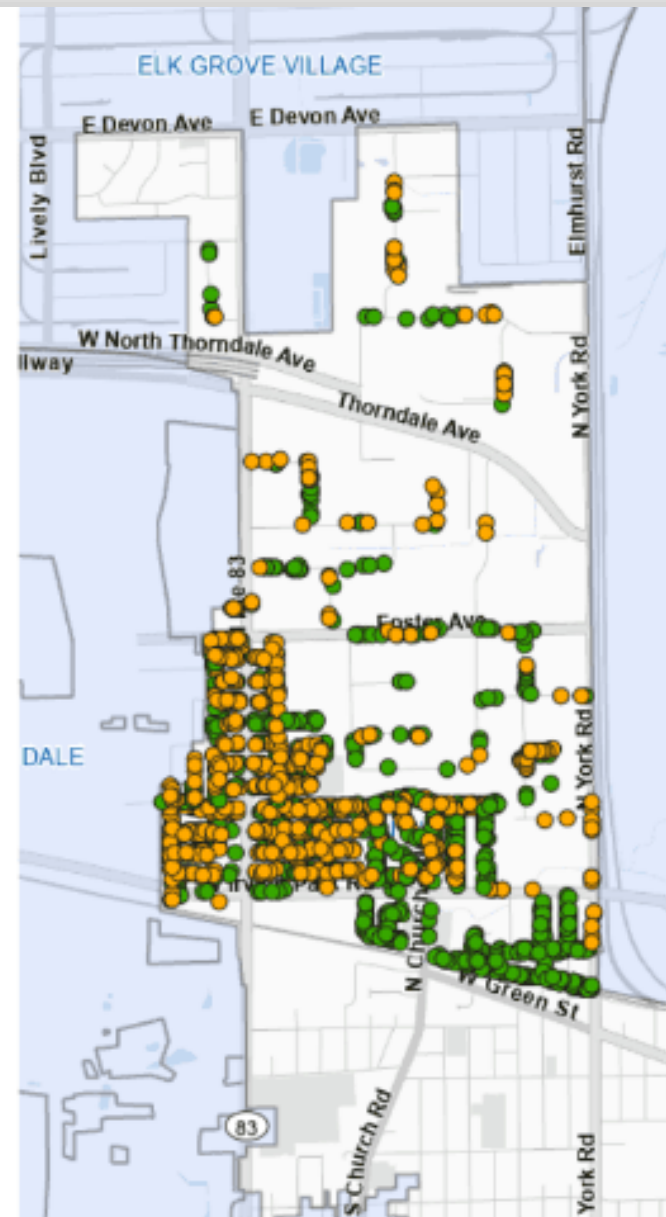 ELK GROVE VILLAGE
E Devon Ave
E Devon Ave
Lively Blvd
Elmhurst Rd
W North Thorndale Ave
llway
N York Rd
Thorndale Ave
83
Foster Ave
N York Rd
DALE
N Church
W Green St
83
S Church Rd
York Rd